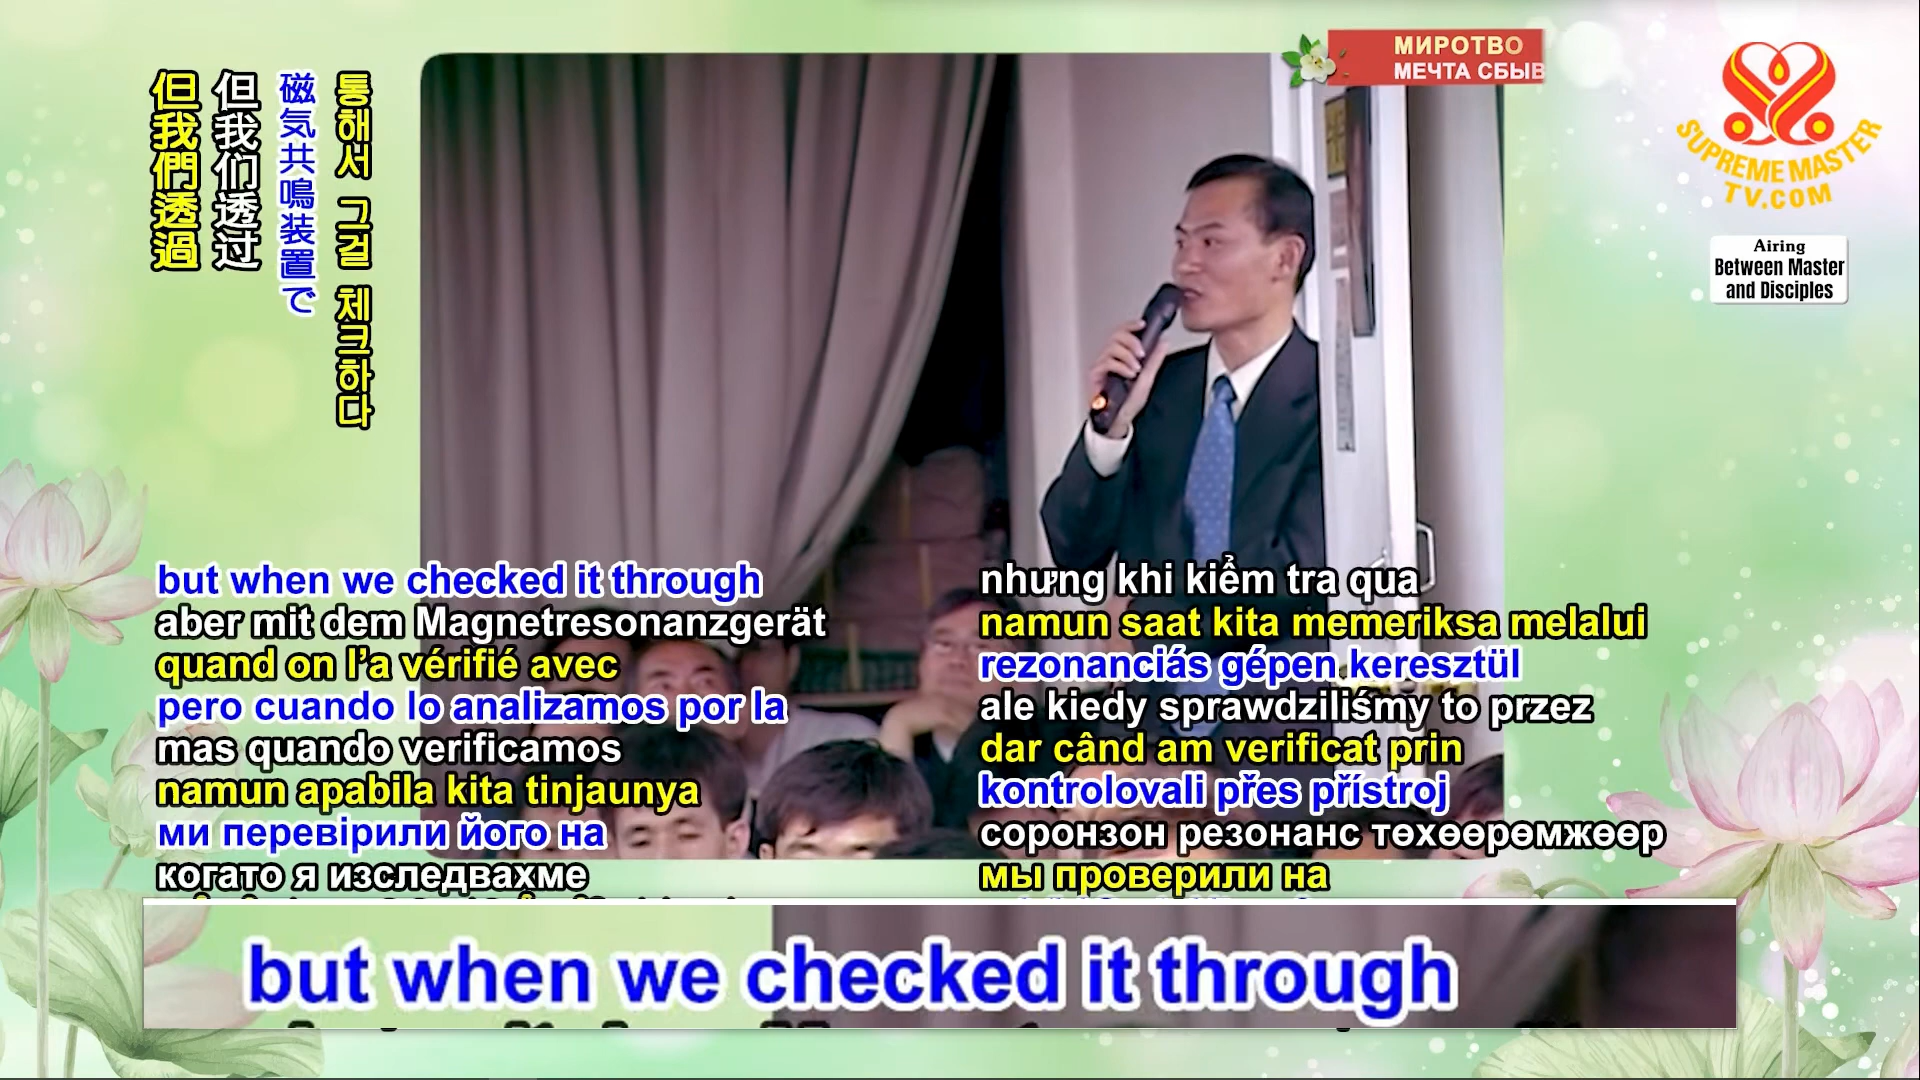 但我們透過
但我们透过
磁気共鳴装置で
통해서 그걸 체크하다
МИРОТВО
МЕЧТА СБЫВ
SUPREME MASTER
TV.COM
Airing
Between Master
and Disciples
but when we checked it through
aber mit dem Magnetresonanzgerät
quand on l’a vérifié avec
pero cuando lo analizamos por la
mas quando verificamos
namun apabila kita tinjaunya
ми перевірили його на
когато я изследвахме
nhưng khi kiểm tra qua
namun saat kita memeriksa melalui
rezonanciás gépen keresztül
ale kiedy sprawdziliśmy to przez
dar când am verificat prin
kontrolovali přes přístroj
соронзон резонанс төхөөрөмжөөр
мы проверили на
but when we checked it through